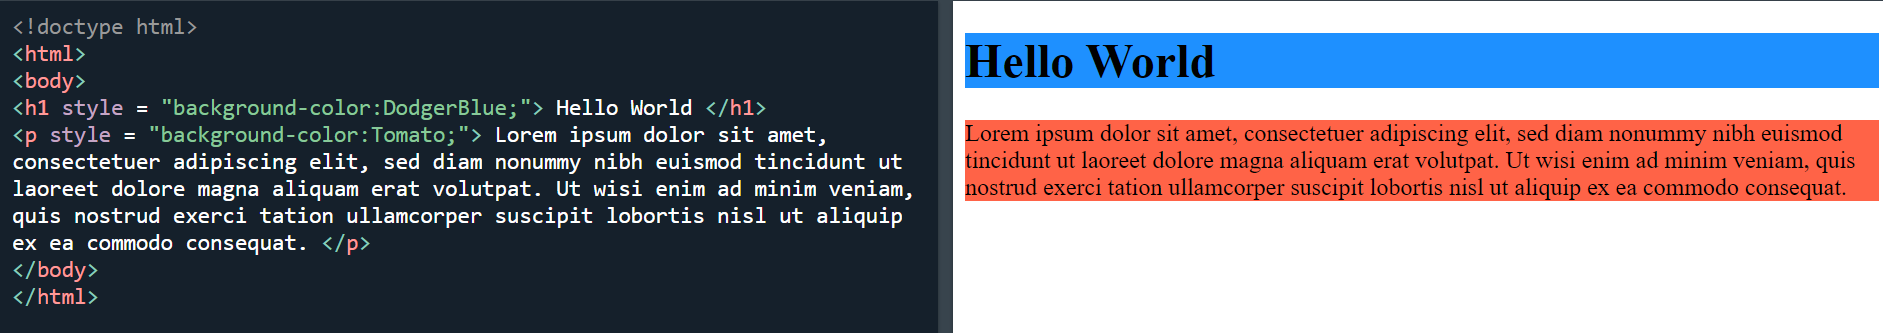 <!doctype html>
<html>
<body>
<h1 style = "background-color:DodgerBlue;"> Hello World </h1>
<p style = "background-color:Tomato;"> Lorem ipsum dolor sit amet,
consectetuer adipiscing elit, sed diam nonummy nibh euismod tincidunt ut
laoreet dolore magna aliquam erat volutpat. Ut wisi enim ad minim veniam,
quis nostrud exerci tation ullamcorper suscipit lobortis nisl ut aliquip
ex ea commodo consequat. </p>
</body>
</html>
Hello World
Lorem ipsum dolor sit amet, consectetuer adipiscing elit, sed diam nonummy nibh euismod
tincidunt ut laoreet dolore magna aliquam erat volutpat. Ut wisi enim ad minim veniam, quis
nostrud exerci tation ullamcorper suscipit lobortis nisl ut aliquip ex ea commodo consequat.